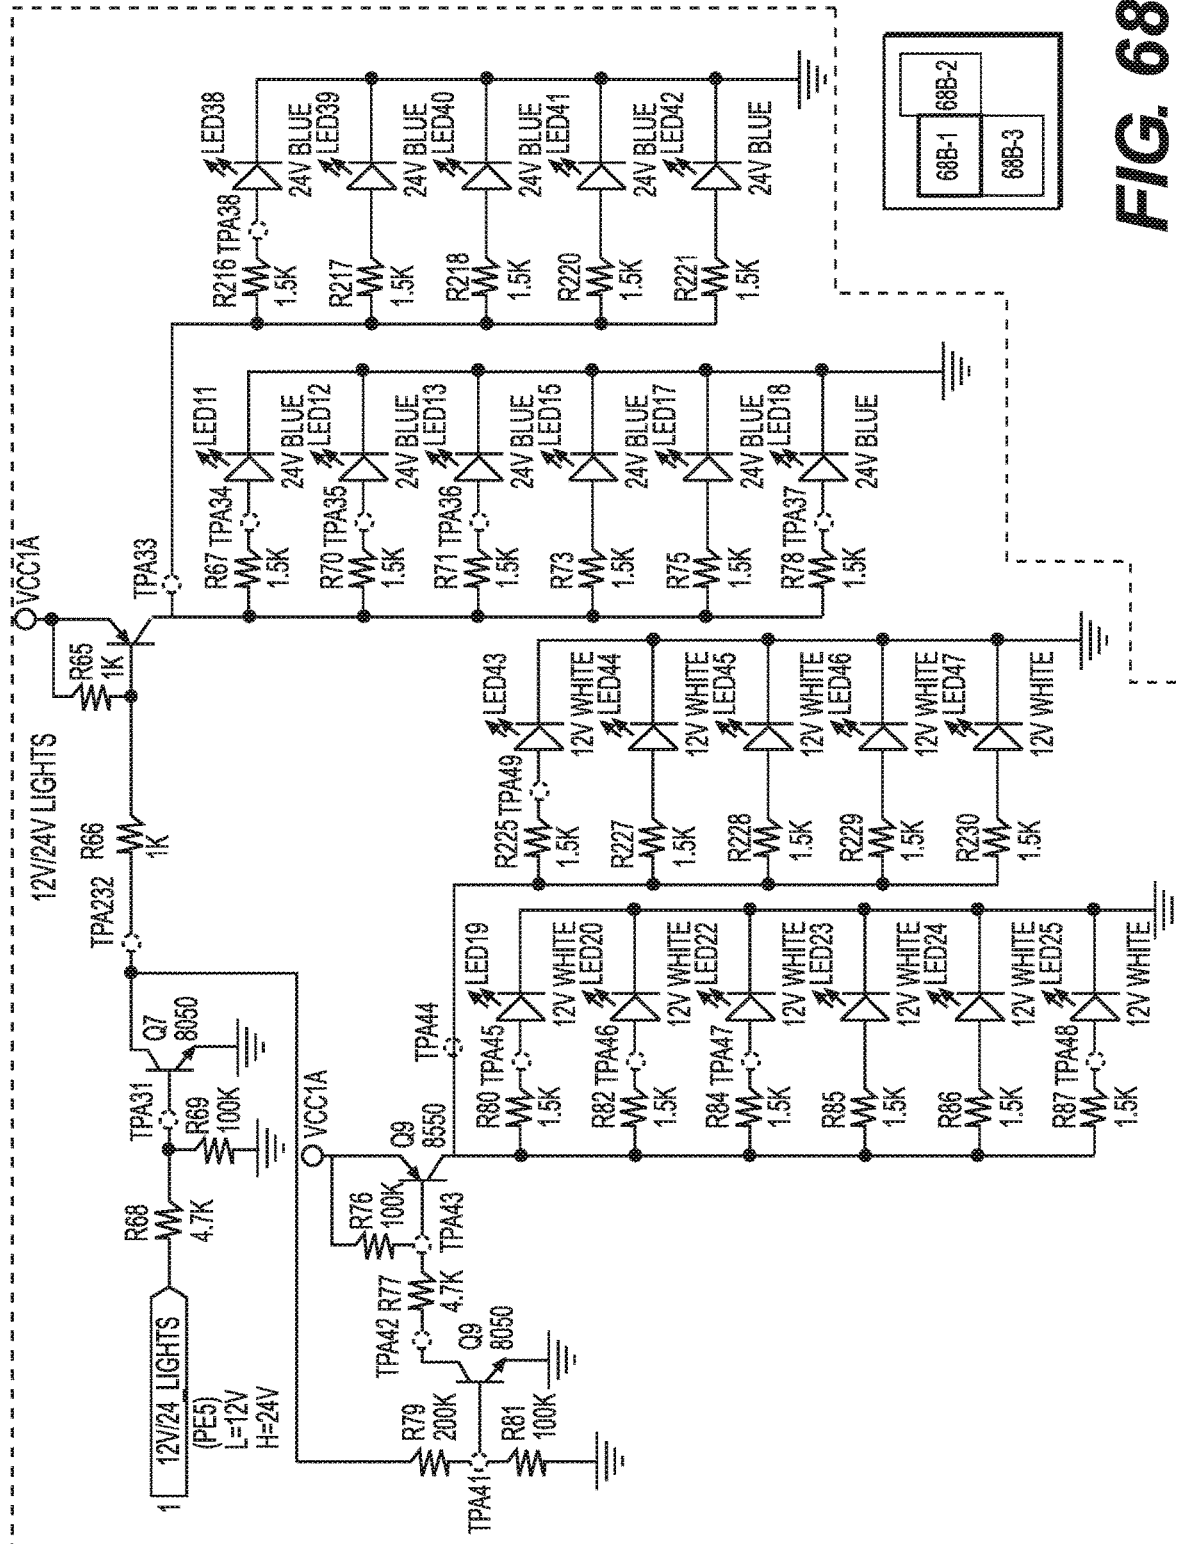 12V/24V LIGHTS
1
12V/24 LIGHTS
(PE5)
L=12V
H=24V
R68
4.7K
R69
100K
TPA31
Q7
8050
TPA232
R66
1K
R65
1K
VCC1A
TPA33
R67
1.5K
TPA34
LED11
24V BLUE
R70
1.5K
TPA35
LED12
24V BLUE
R71
1.5K
TPA36
LED13
24V BLUE
R73
1.5K
LED15
24V BLUE
R75
1.5K
LED17
24V BLUE
R78
1.5K
TPA37
LED18
24V BLUE
R216
1.5K
TPA38
LED38
24V BLUE
R217
1.5K
LED39
24V BLUE
R218
1.5K
LED40
24V BLUE
R220
1.5K
LED41
24V BLUE
R221
1.5K
LED42
24V BLUE
R79
200K
TPA41
R81
100K
Q9
8050
TPA42
R77
4.7K
TPA43
R76
100K
VCC1A
Q9
8550
TPA44
R80
1.5K
TPA45
LED19
12V WHITE
R82
1.5K
TPA46
LED20
12V WHITE
R84
1.5K
TPA47
LED22
12V WHITE
R85
1.5K
LED23
12V WHITE
R86
1.5K
LED24
12V WHITE
R87
1.5K
TPA48
LED25
12V WHITE
R225
1.5K
TPA49
LED43
12V WHITE
R227
1.5K
LED44
12V WHITE
R228
1.5K
LED45
12V WHITE
R229
1.5K
LED46
12V WHITE
R230
1.5K
LED47
12V WHITE
68B-1
68B-2
68B-3
FIG. 68